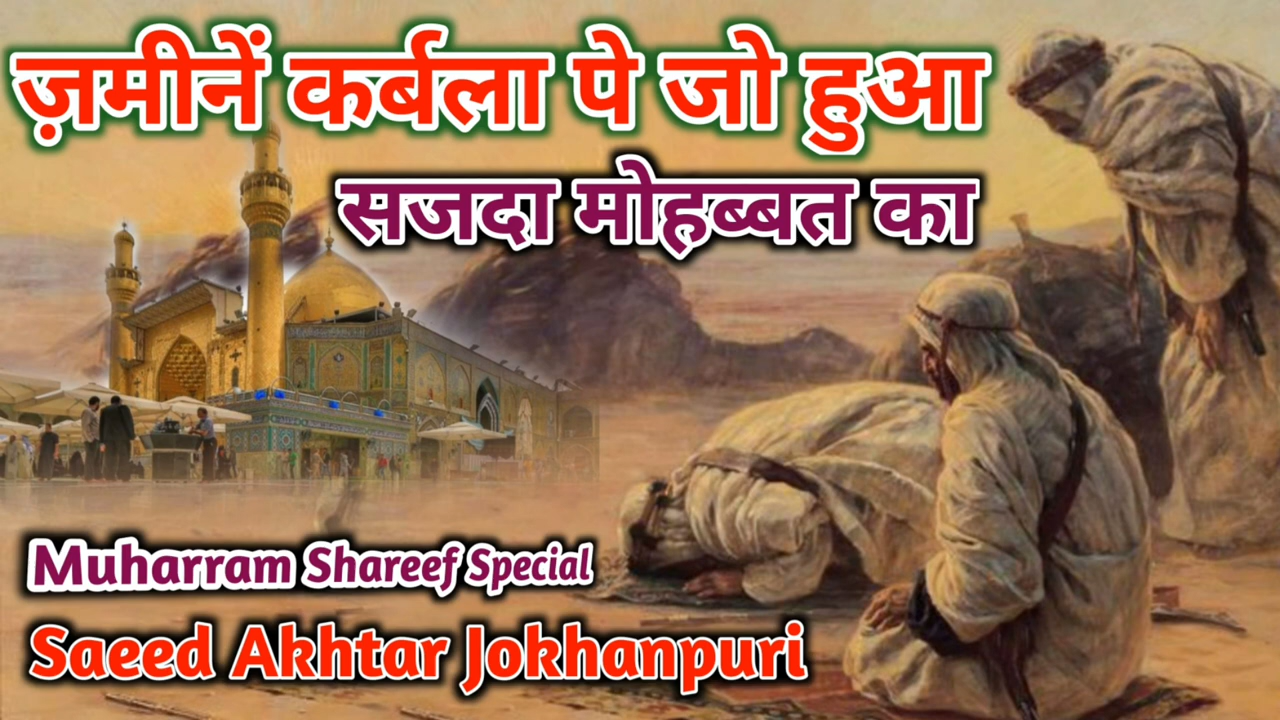 ज़मीनें कर्बला पे जो हुआ
सजदा मोहब्बत का
Muharram Shareef Special
Saeed Akhtar Jokhanpuri